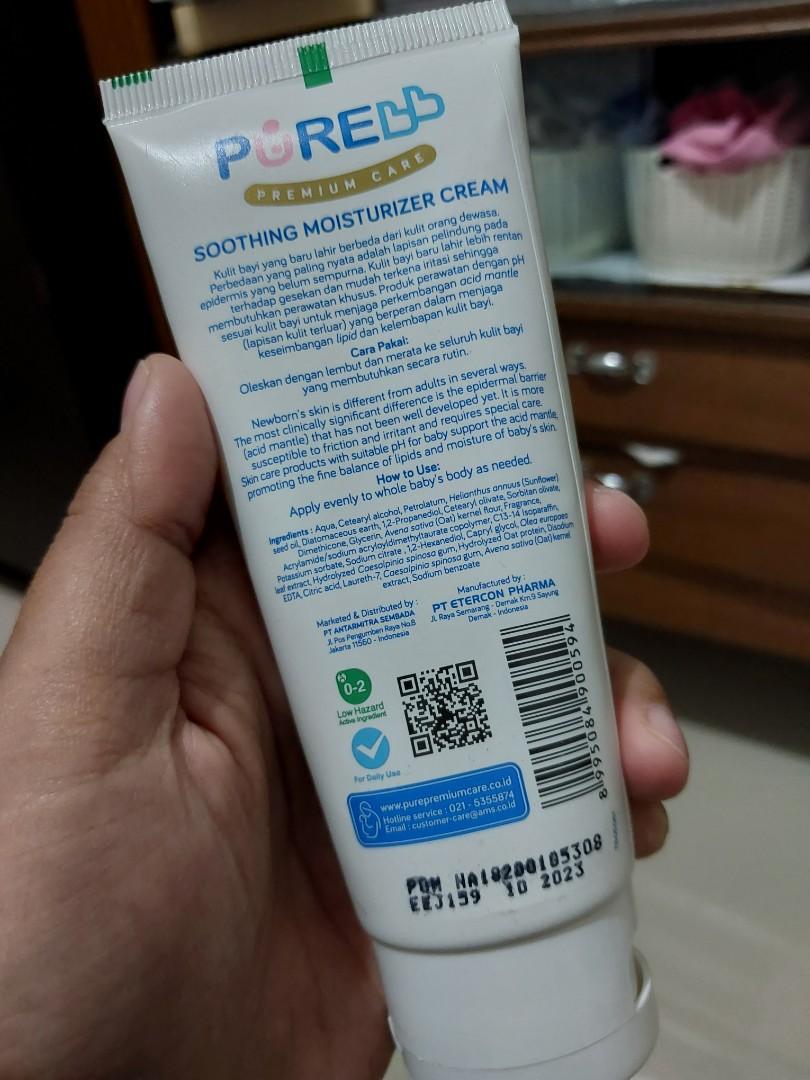 PUREBB
PREMIUM CARE
SOOTHING MOISTURIZER CREAM
Kulit bayi yang baru lahir berbeda dari kulit orang dewasa.
Perbedaan yang paling nyata adalah lapisan pelindung pada
epidermis yang belum sempurna. Kulit bayi baru lahir lebih rentan
terhadap gesekan dan mudah terkena iritasi sehingga
membutuhkan perawatan khusus. Produk perawatan dengan pH
sesuai kulit bayi untuk menjaga perkembangan acid mantle
(lapisan kulit terluar) yang berperan dalam menjaga
keseimbangan lipid dan kelembapan kulit bayi.
Cara Pakai:
Oleskan dengan lembut dan merata ke seluruh kulit bayi
yang membutuhkan secara rutin.
Newborn's skin is different from adults in several ways.
The most clinically significant difference is the epidermal barrier
(acid mantle) that has not been well developed yet. It is more
susceptible to friction and irritant and requires special care.
Skin care products with suitable pH for baby support the acid mantle,
promoting the fine balance of lipids and moisture of baby's skin.
How to Use:
Apply evenly to whole baby's body as needed.
Ingredients : Aqua, Cetearyl alcohol, Petrolatum, Helianthus annuus (Sunflower)
seed oil, Diatomaceous earth, 1,2-Propanediol, Cetearyl olivate, Sorbitan olivate,
Dimethicone, Glycerin, Avena sativa (Oat) kernel flour, Fragrance,
Acrylamide/sodium acryloyldimethyltaurate copolymer, C13-14 Isoparaffin,
Potassium sorbate, Sodium citrate , 1,2-Hexanediol, Capryl glycol, Olea europaea
leaf extract, Hydrolyzed Caesalpinia spinosa gum, Hydrolyzed Oat protein, Disodium
EDTA, Citric acid, Laureth-7, Caesalpinia spinosa gum, Avena sativa (Oat) kernel
extract, Sodium benzoate
Marketed & Distributed by :
PT ANTARMITRA SEMBADA
Jl. Pos Pengumben Raya No.8
Jakarta 11560 - Indonesia
Manufactured by :
PT ETERCON PHARMA
Jl. Raya Semarang - Demak Km.9 Sayung
Demak - Indonesia
0-2
Low Hazard
Active Ingredient
For Daily Use
8995084900594
www.purepremiumcare.co.id
Hotline service : 021 - 5355874
Email : customer-care@ams.co.id
POM NA18200105308
EEJ159 10 2023